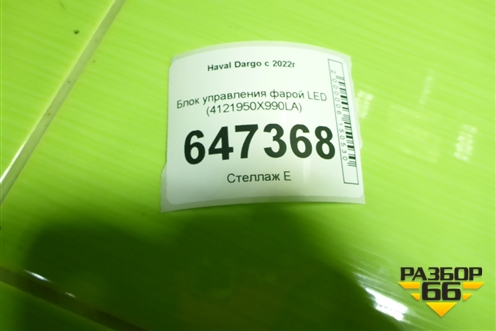 Haval Dargo с 2022г
Блок управления фарой LED
(4121950X990LA)
647368
Стеллаж Е
РАЗБОР
66